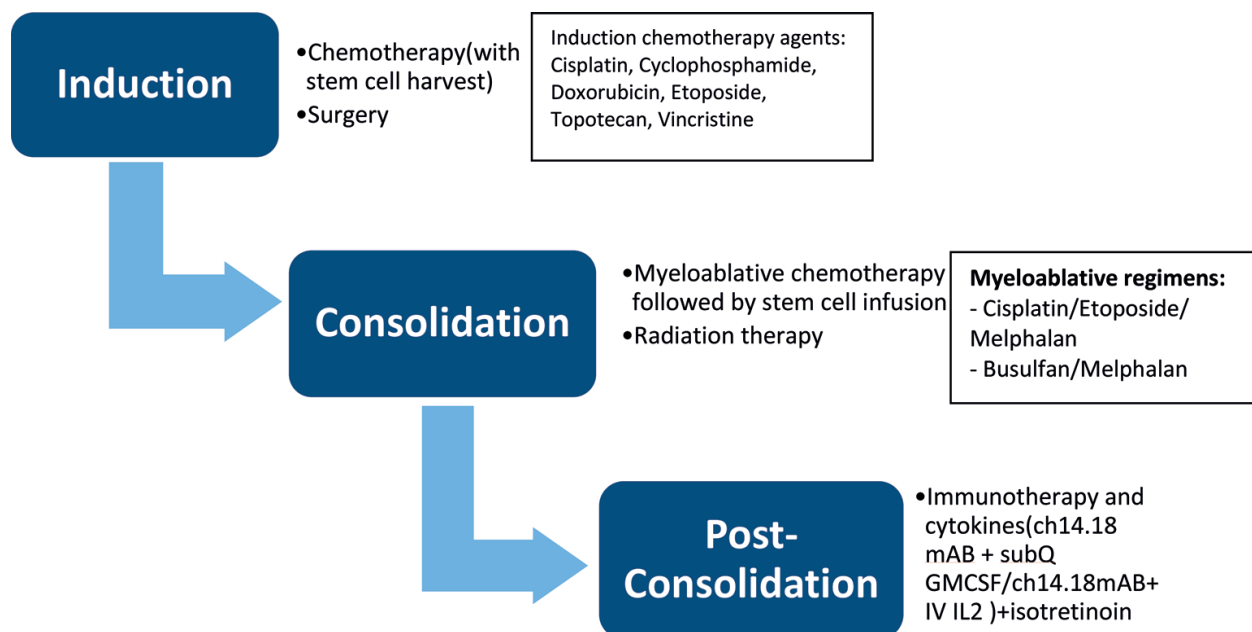 Induction
•Chemotherapy(with
stem cell harvest)
•Surgery
Induction chemotherapy agents:
Cisplatin, Cyclophosphamide,
Doxorubicin, Etoposide,
Topotecan, Vincristine
Consolidation
•Myeloablative chemotherapy
followed by stem cell infusion
•Radiation therapy
Myeloablative regimens:
- Cisplatin/Etoposide/
Melphalan
- Busulfan/Melphalan
Post-
Consolidation
•Immunotherapy and
cytokines(ch14.18
mAB + subQ
GMCSF/ch14.18mAB+
IV IL2 )+isotretinoin